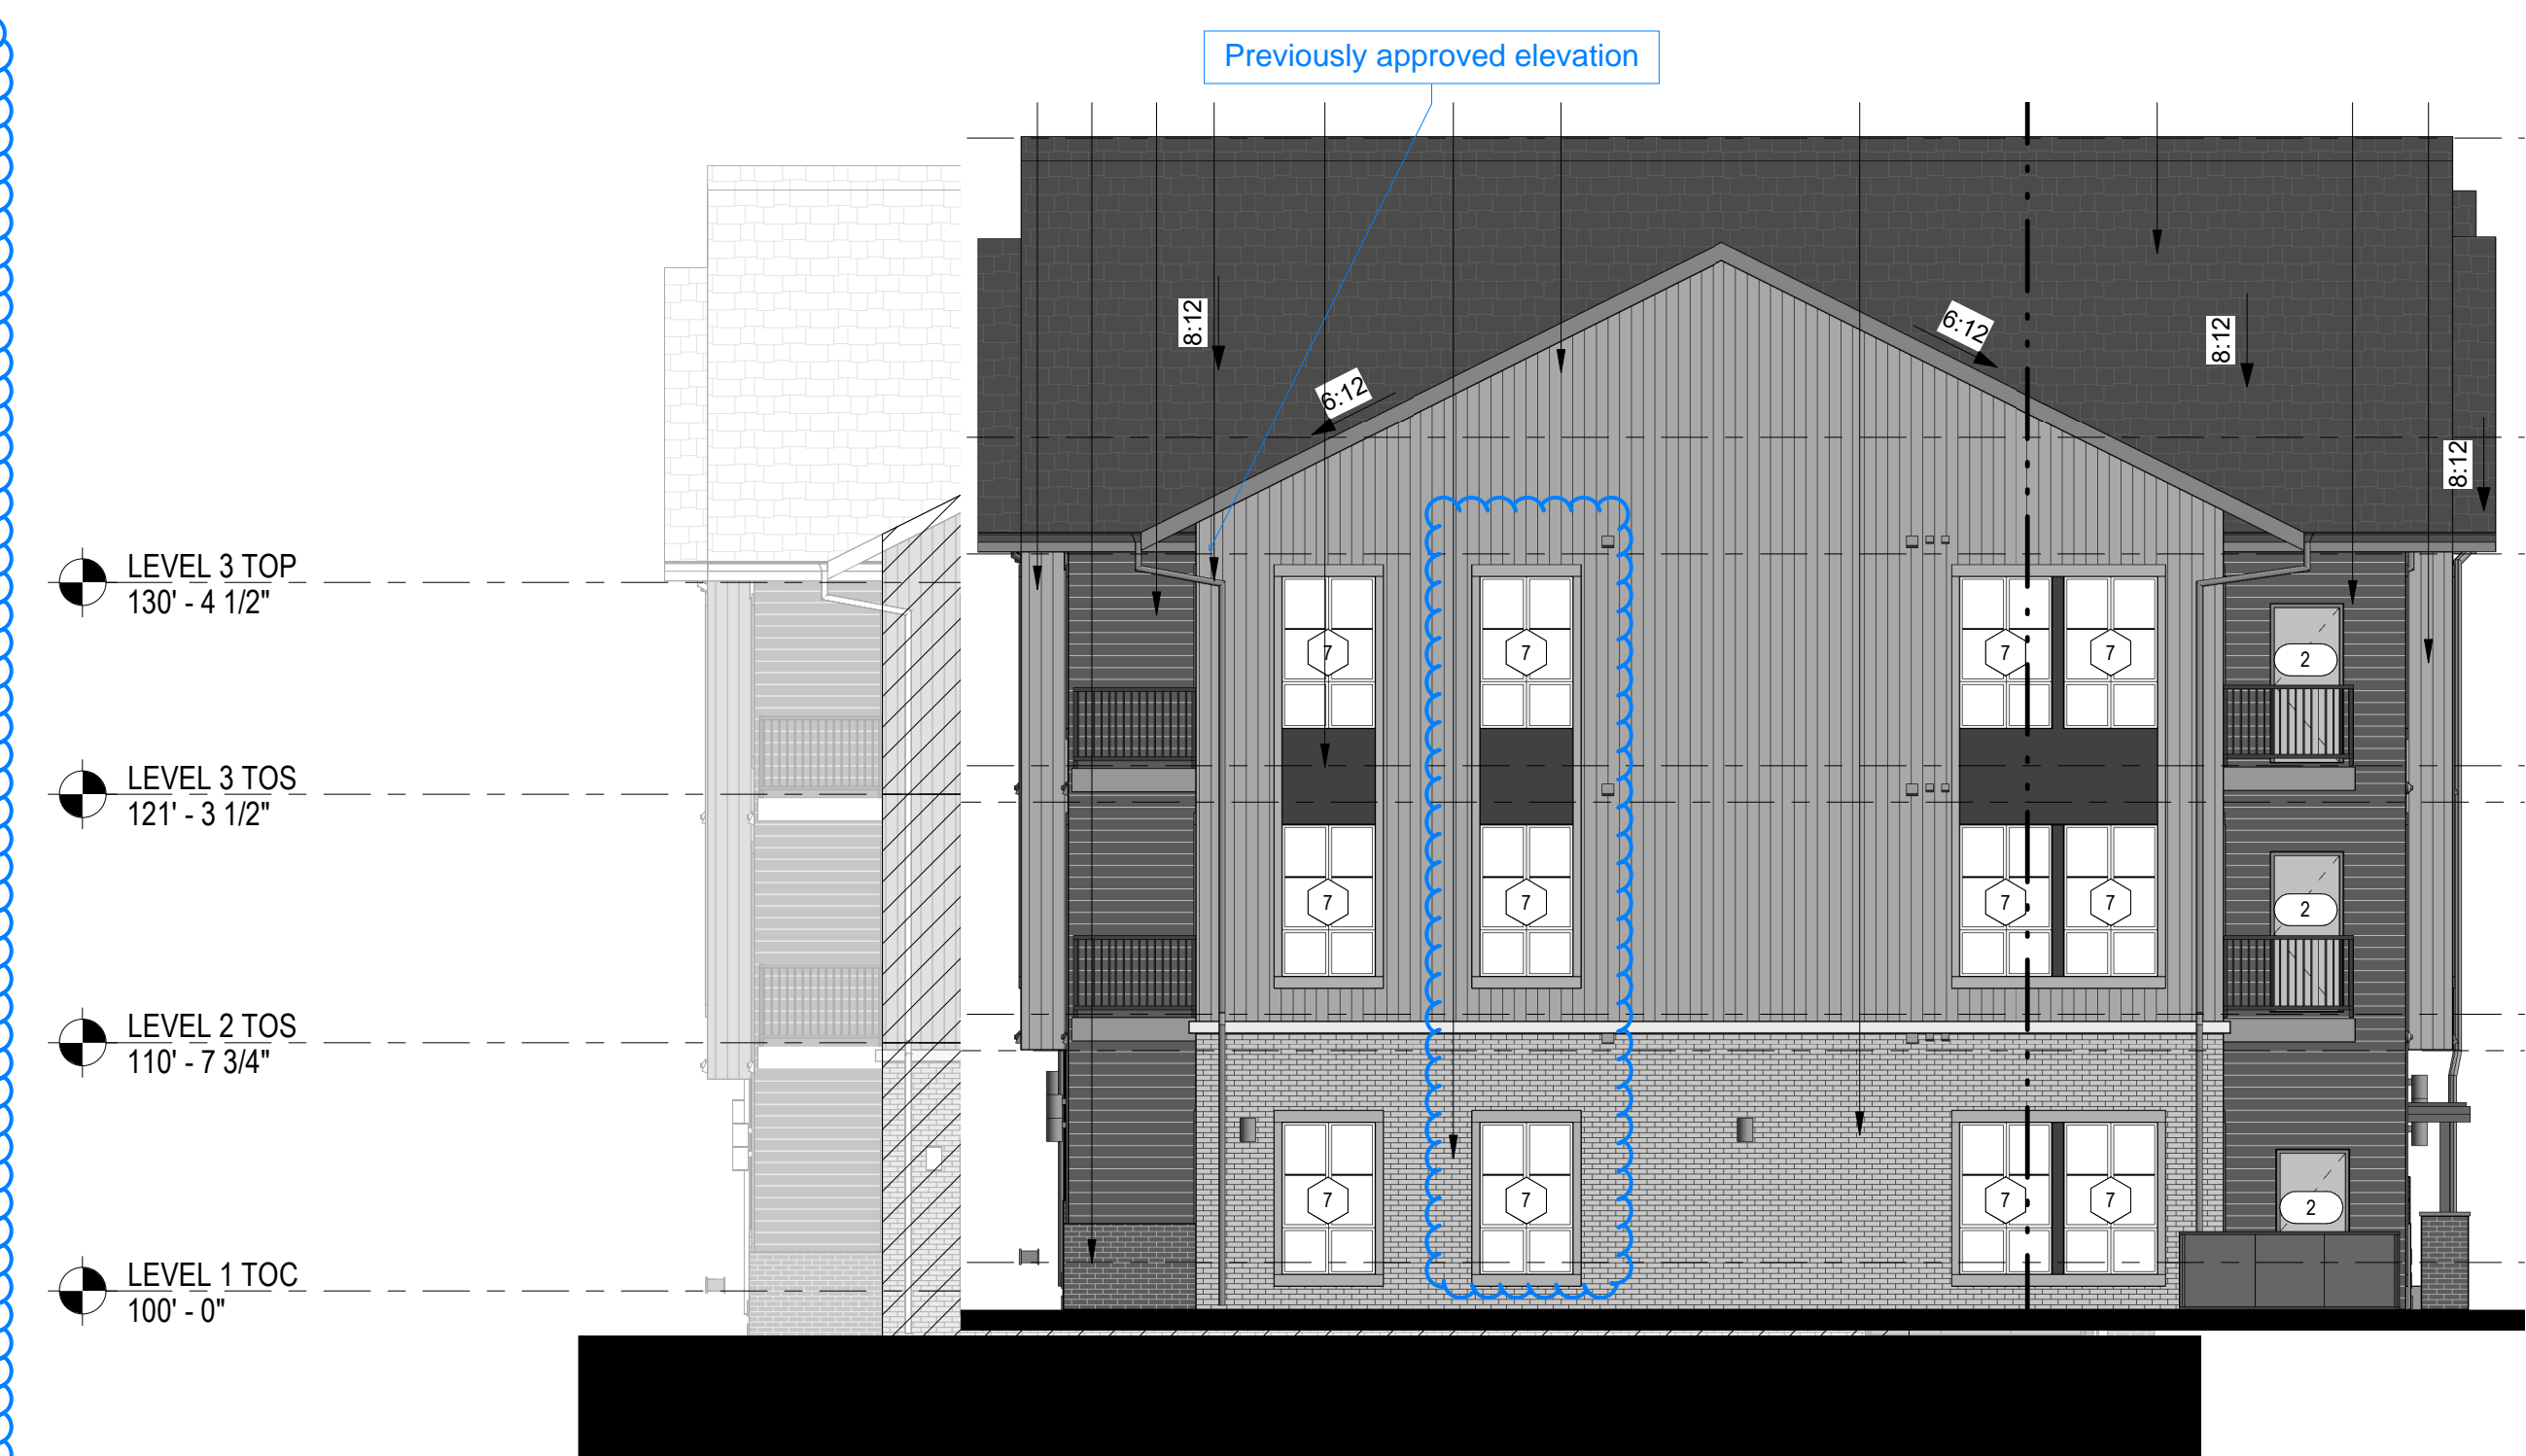 Previously approved elevation
8:12
6:12
6:12
8:12
8:12
LEVEL 3 TOP
130' - 4 1/2"
7
7
7
7
2
LEVEL 3 TOS
121' - 3 1/2"
7
7
7
7
2
LEVEL 2 TOS
110' - 7 3/4"
7
7
7
7
2
LEVEL 1 TOC
100' - 0"